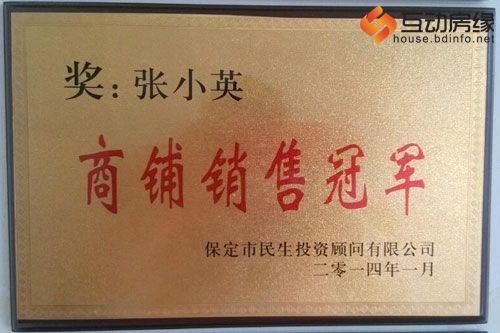 互动房缘
house.bdinfo.net
奖：张小英
商铺销售冠军
保定市民生投资顾问有限公司
二零一四年一月